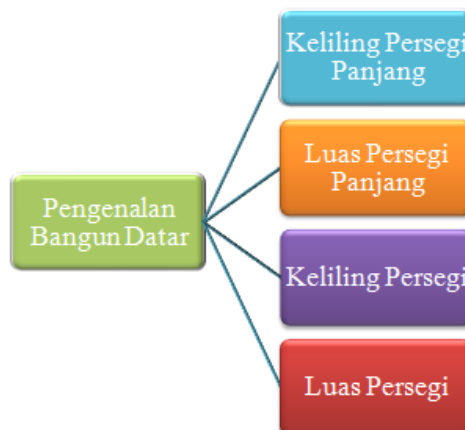 Pengenalan
Bangun Datar
Keliling Persegi
Panjang
Luas Persegi
Panjang
Keliling Persegi
Luas Persegi